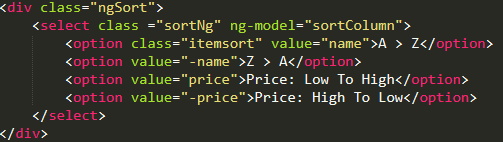 <div class="ngSort">
<select class ="sortNg" ng-model="sortColumn">
<option class="itemsort" value="name">A > Z</option>
<option value="-name">Z > A</option>
<option value="price">Price: Low To High</option>
<option value="-price">Price: High To Low</option>
</select>
</div>